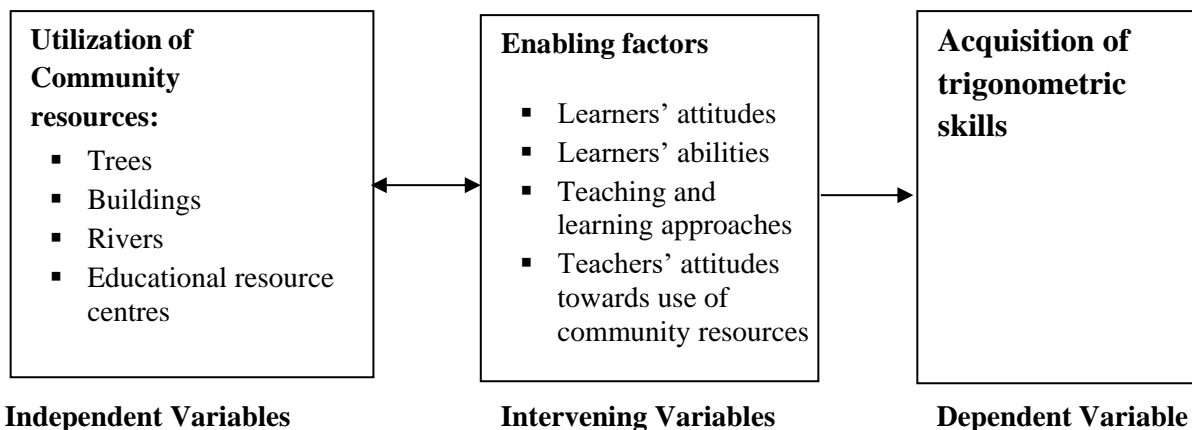 Utilization of
Community
resources:
▪ Trees
▪ Buildings
▪ Rivers
▪ Educational resource
centres
Enabling factors
▪ Learners’ attitudes
▪ Learners’ abilities
▪ Teaching and
learning approaches
▪ Teachers’ attitudes
towards use of
community resources
Acquisition of
trigonometric
skills
Independent Variables
Intervening Variables
Dependent Variable